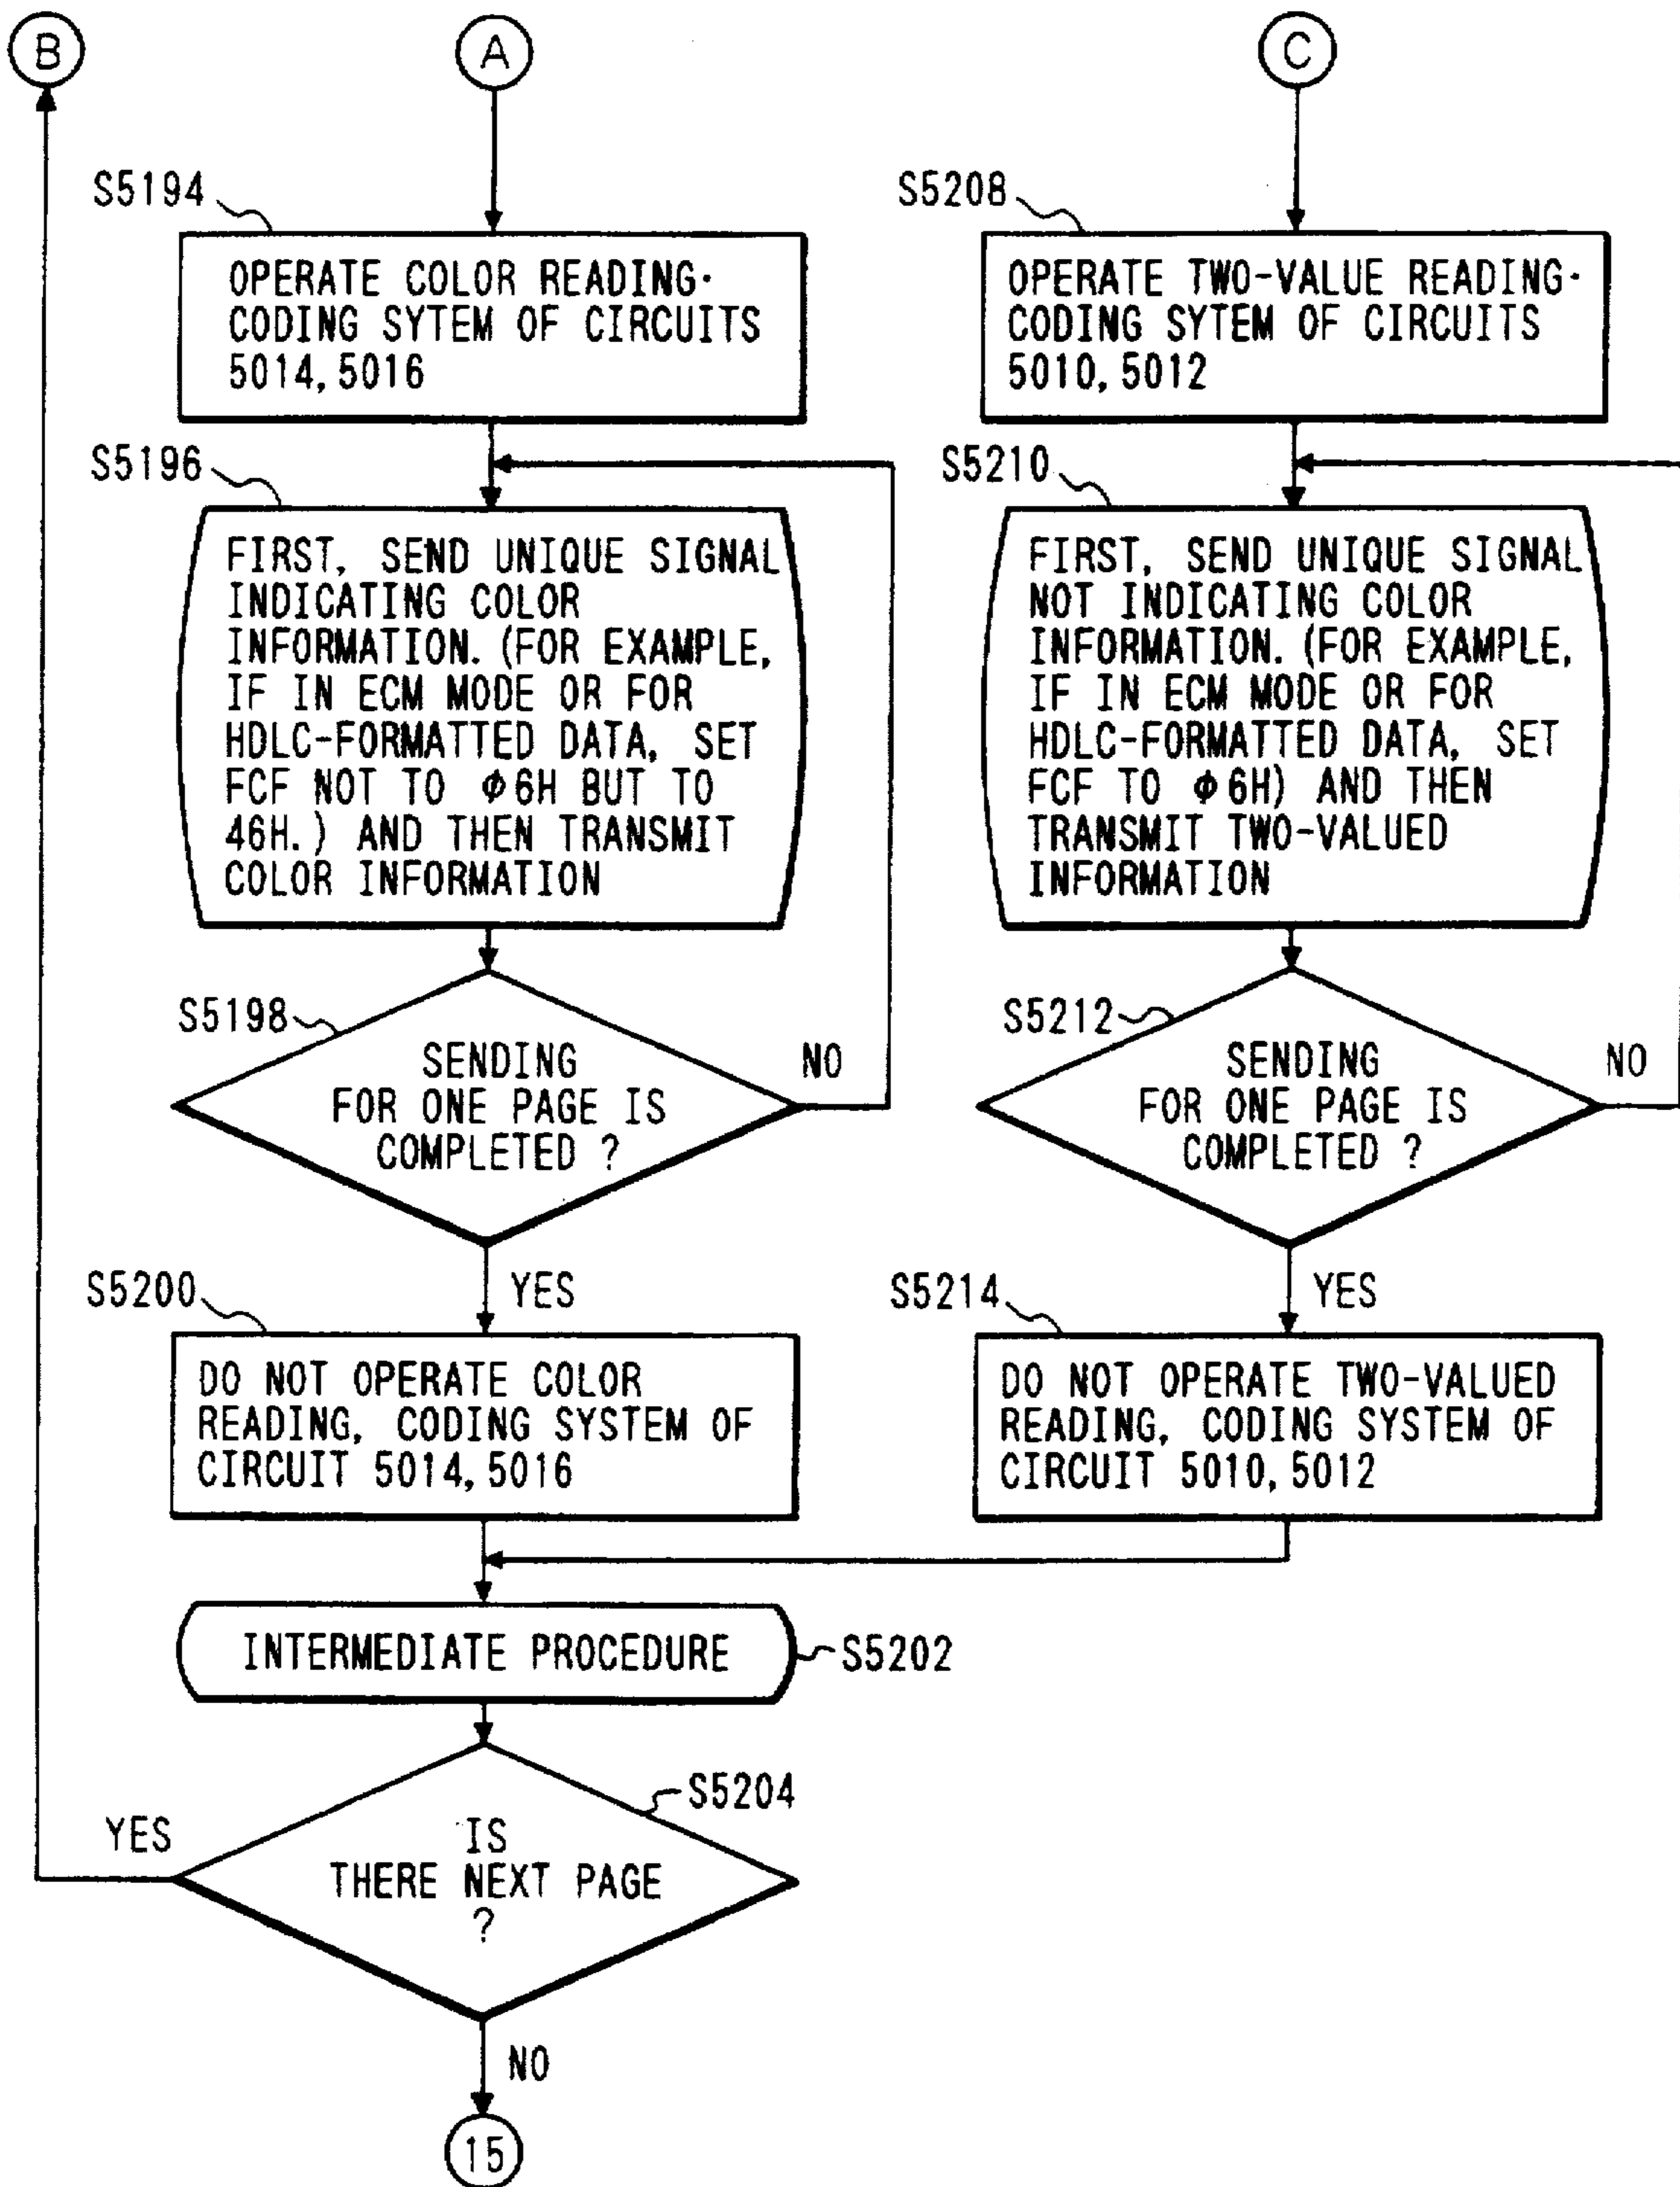 B
A
C
S5194
OPERATE COLOR READING·
CODING SYTEM OF CIRCUITS
5014, 5016
S5208
OPERATE TWO-VALUE READING·
CODING SYTEM OF CIRCUITS
5010, 5012
S5196
FIRST, SEND UNIQUE SIGNAL
INDICATING COLOR
INFORMATION. (FOR EXAMPLE,
IF IN ECM MODE OR FOR
HDLC-FORMATTED DATA, SET
FCF NOT TO Φ6H BUT TO
46H.) AND THEN TRANSMIT
COLOR INFORMATION
S5210
FIRST, SEND UNIQUE SIGNAL
NOT INDICATING COLOR
INFORMATION. (FOR EXAMPLE,
IF IN ECM MODE OR FOR
HDLC-FORMATTED DATA, SET
FCF TO Φ6H) AND THEN
TRANSMIT TWO-VALUED
INFORMATION
S5198
SENDING
FOR ONE PAGE IS
COMPLETED ?
NO
YES
S5212
SENDING
FOR ONE PAGE IS
COMPLETED ?
NO
YES
S5200
DO NOT OPERATE COLOR
READING, CODING SYSTEM OF
CIRCUIT 5014, 5016
S5214
DO NOT OPERATE TWO-VALUED
READING, CODING SYSTEM OF
CIRCUIT 5010, 5012
INTERMEDIATE PROCEDURE
S5202
S5204
YES
IS
THERE NEXT PAGE
?
NO
15